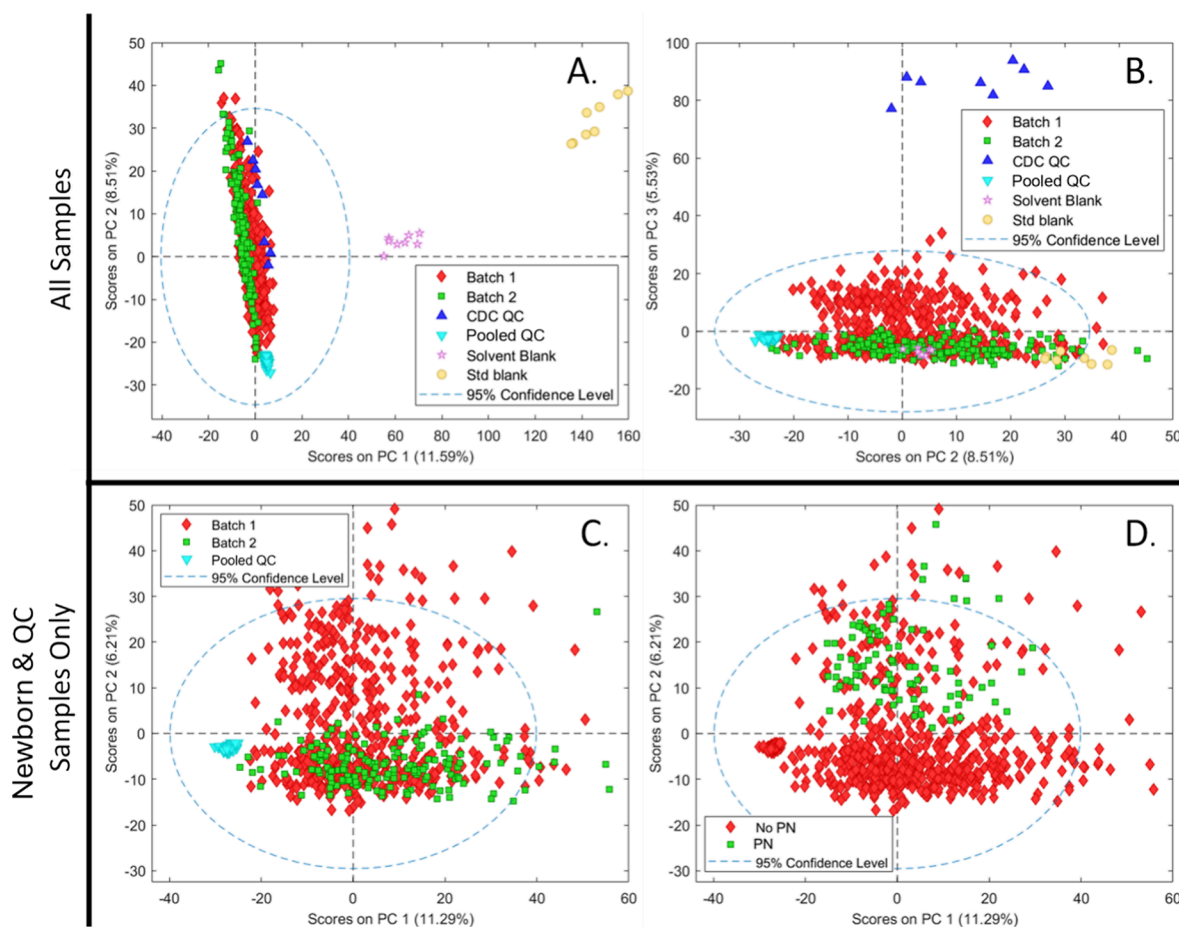 All Samples
A.
50
40
30
20
10
0
-10
-20
-30
Scores on PC 2 (8.51%)
Batch 1
Batch 2
CDC QC
Pooled QC
Solvent Blank
Std blank
95% Confidence Level
-40 -20 0 20 40 60 80 100 120 140 160
Scores on PC 1 (11.59%)
B.
100
80
60
40
20
0
-20
Scores on PC 3 (5.53%)
Batch 1
Batch 2
CDC QC
Pooled QC
Solvent Blank
Std blank
95% Confidence Level
-30 -20 -10 0 10 20 30 40 50
Scores on PC 2 (8.51%)
Newborn & QC
Samples Only
C.
50
40
30
20
10
0
-10
-20
-30
Scores on PC 2 (6.21%)
Batch 1
Batch 2
Pooled QC
95% Confidence Level
-40 -20 0 20 40 60
Scores on PC 1 (11.29%)
D.
50
40
30
20
10
0
-10
-20
-30
Scores on PC 2 (6.21%)
No PN
PN
95% Confidence Level
-40 -20 0 20 40 60
Scores on PC 1 (11.29%)